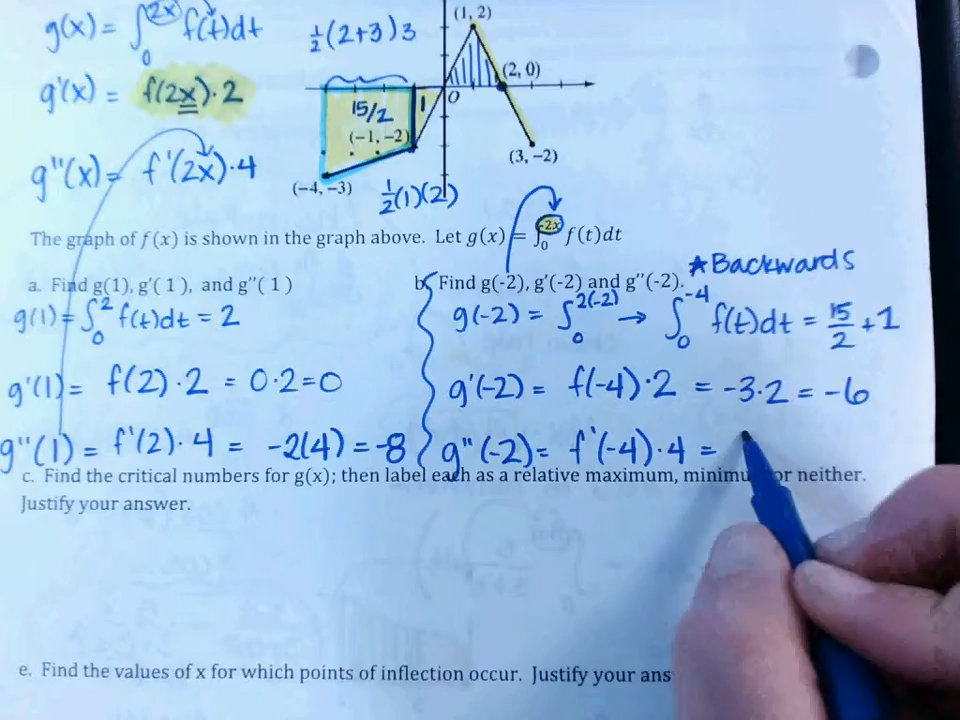 g(x) = ∫₀^2x f(t)dt
½(2+3)3
(1, 2)
g'(x) = f(2x)·2
(2, 0)
15/2
1
O
(−1, −2)
(3, −2)
g''(x) = f'(2x)·4
(−4, −3)
½(1)(2)
The graph of f(x) is shown in the graph above. Let g(x) = ∫₀^2x f(t)dt
★Backwards
a. Find g(1), g'( 1 ), and g''( 1 )
b. Find g(-2), g'(-2) and g''(-2).
g(1) = ∫₀^2 f(t)dt = 2
g(-2) = ∫₀^2(-2) → ∫₀^-4 f(t)dt = 15/2 + 1
g'(1) = f(2)·2 = 0·2 = 0
g'(-2) = f(-4)·2 = -3·2 = -6
g''(1) = f'(2)·4 = -2(4) = -8
g''(-2) = f'(-4)·4 =
c. Find the critical numbers for g(x); then label each as a relative maximum, minimu or neither.
Justify your answer.
e. Find the values of x for which points of inflection occur. Justify your ans